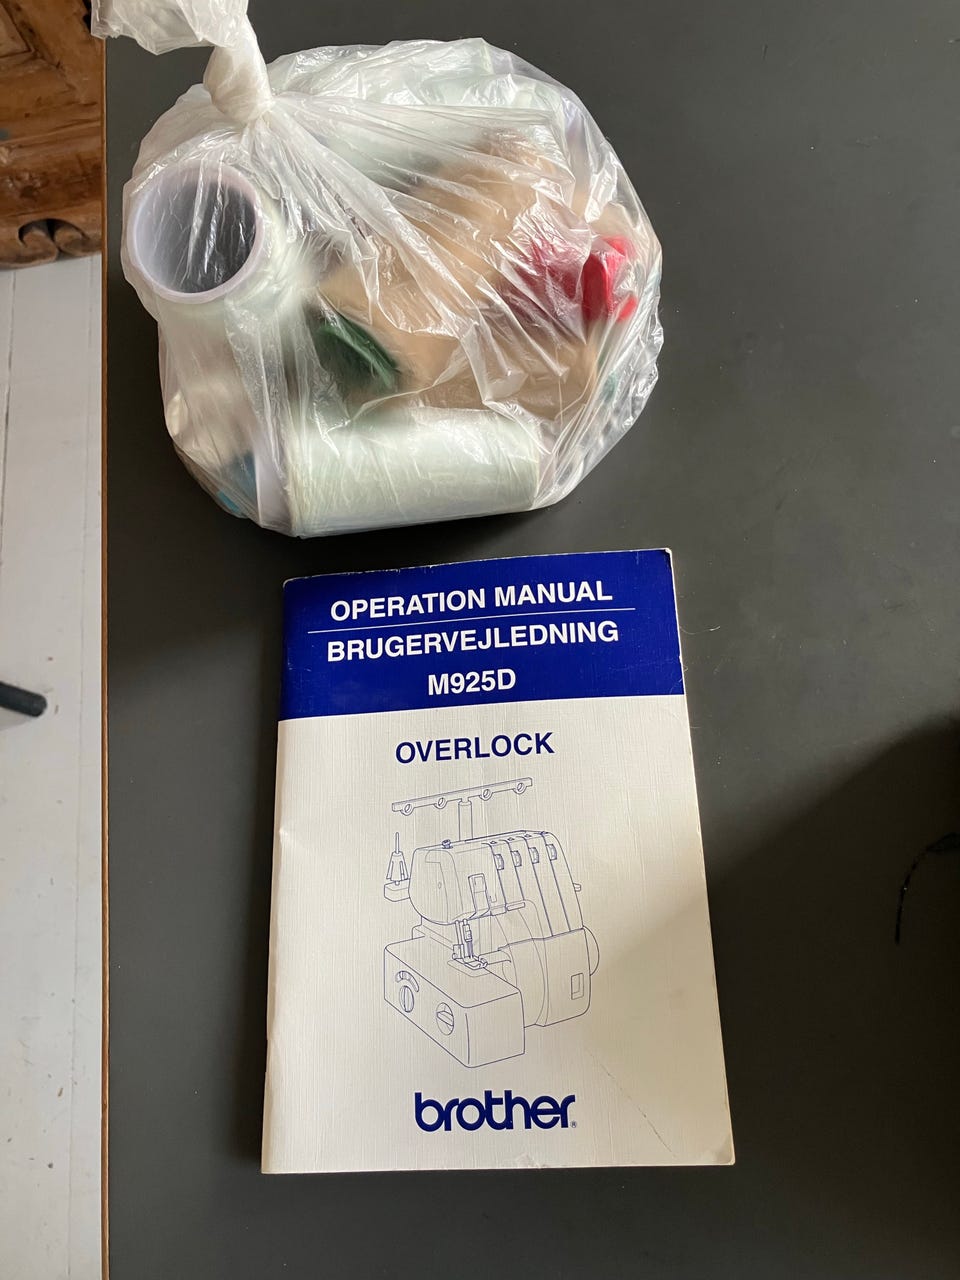 OPERATION MANUAL
BRUGERVEJLEDNING
M925D
OVERLOCK
brother®